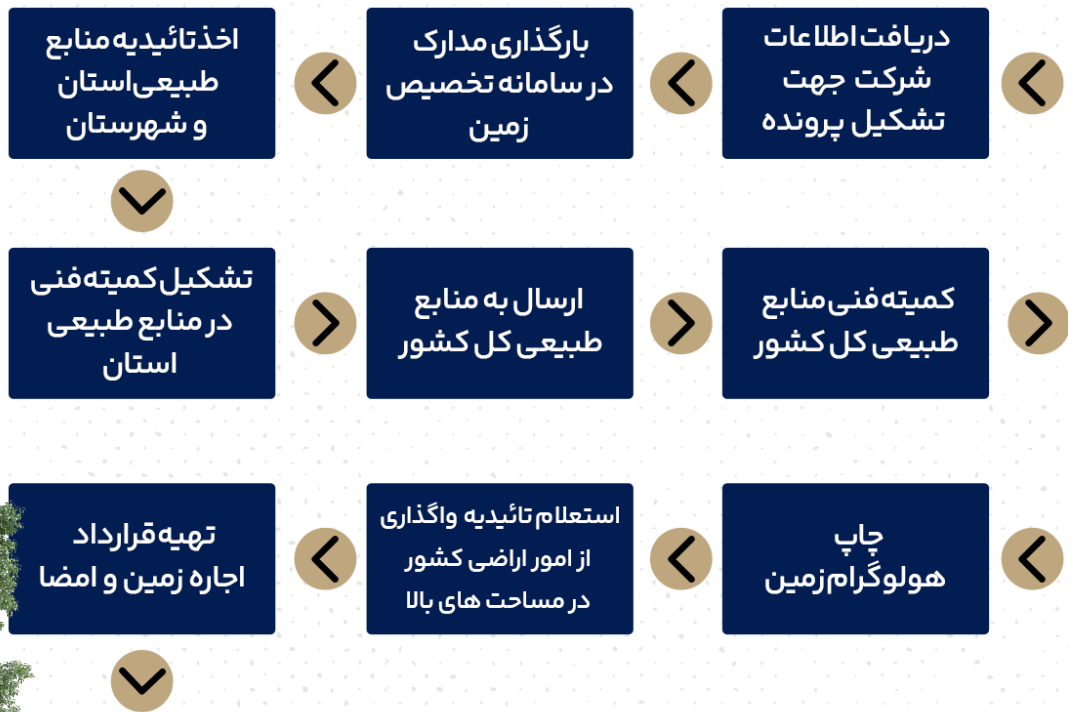 دریافت اطلاعات
شرکت جهت
تشکیل پرونده
بارگذاری مدارک
در سامانه تخصیص
زمین
اخذ تائیدیه منابع
طبیعی استان
و شهرستان
تشکیل کمیته فنی
در منابع طبیعی
استان
ارسال به منابع
طبیعی کل کشور
کمیته فنی منابع
طبیعی کل کشور
چاپ
هولوگرام زمین
استعلام تائیدیه واگذاری
از امور اراضی کشور
در مساحت های بالا
تهیه قرارداد
اجاره زمین و امضا